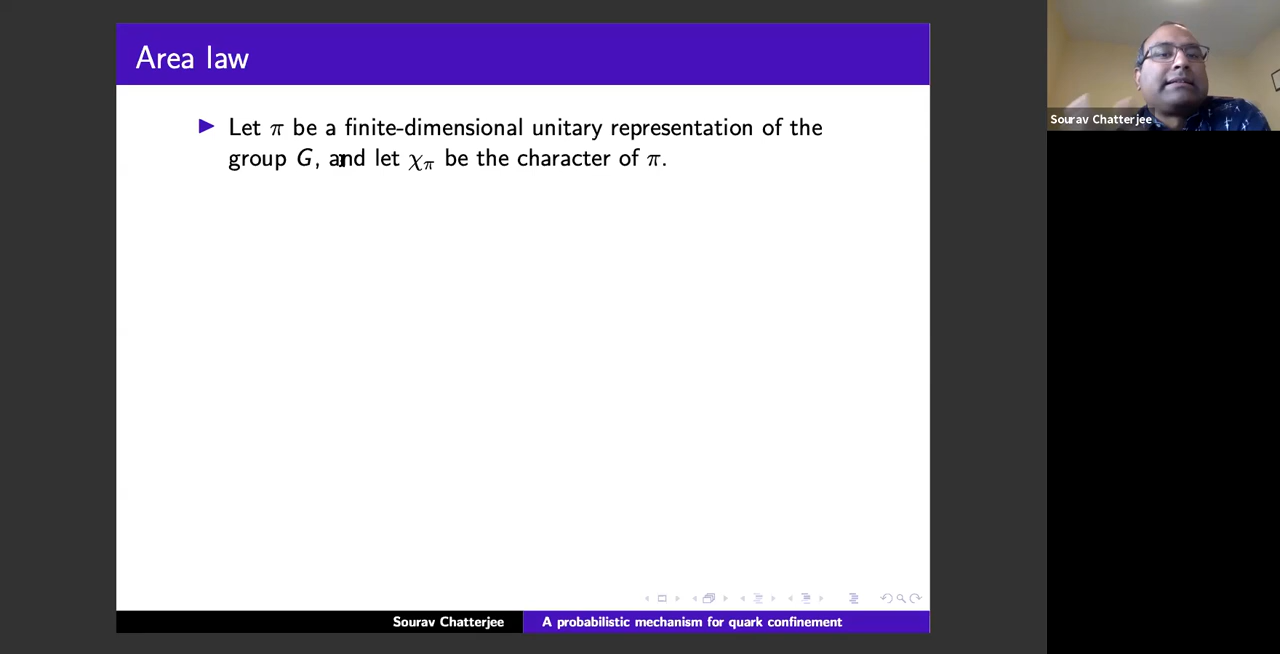 Area law
Let π be a finite-dimensional unitary representation of the
group G, and let χπ be the character of π.
Sourav Chatterjee
Sourav Chatterjee
A probabilistic mechanism for quark confinement